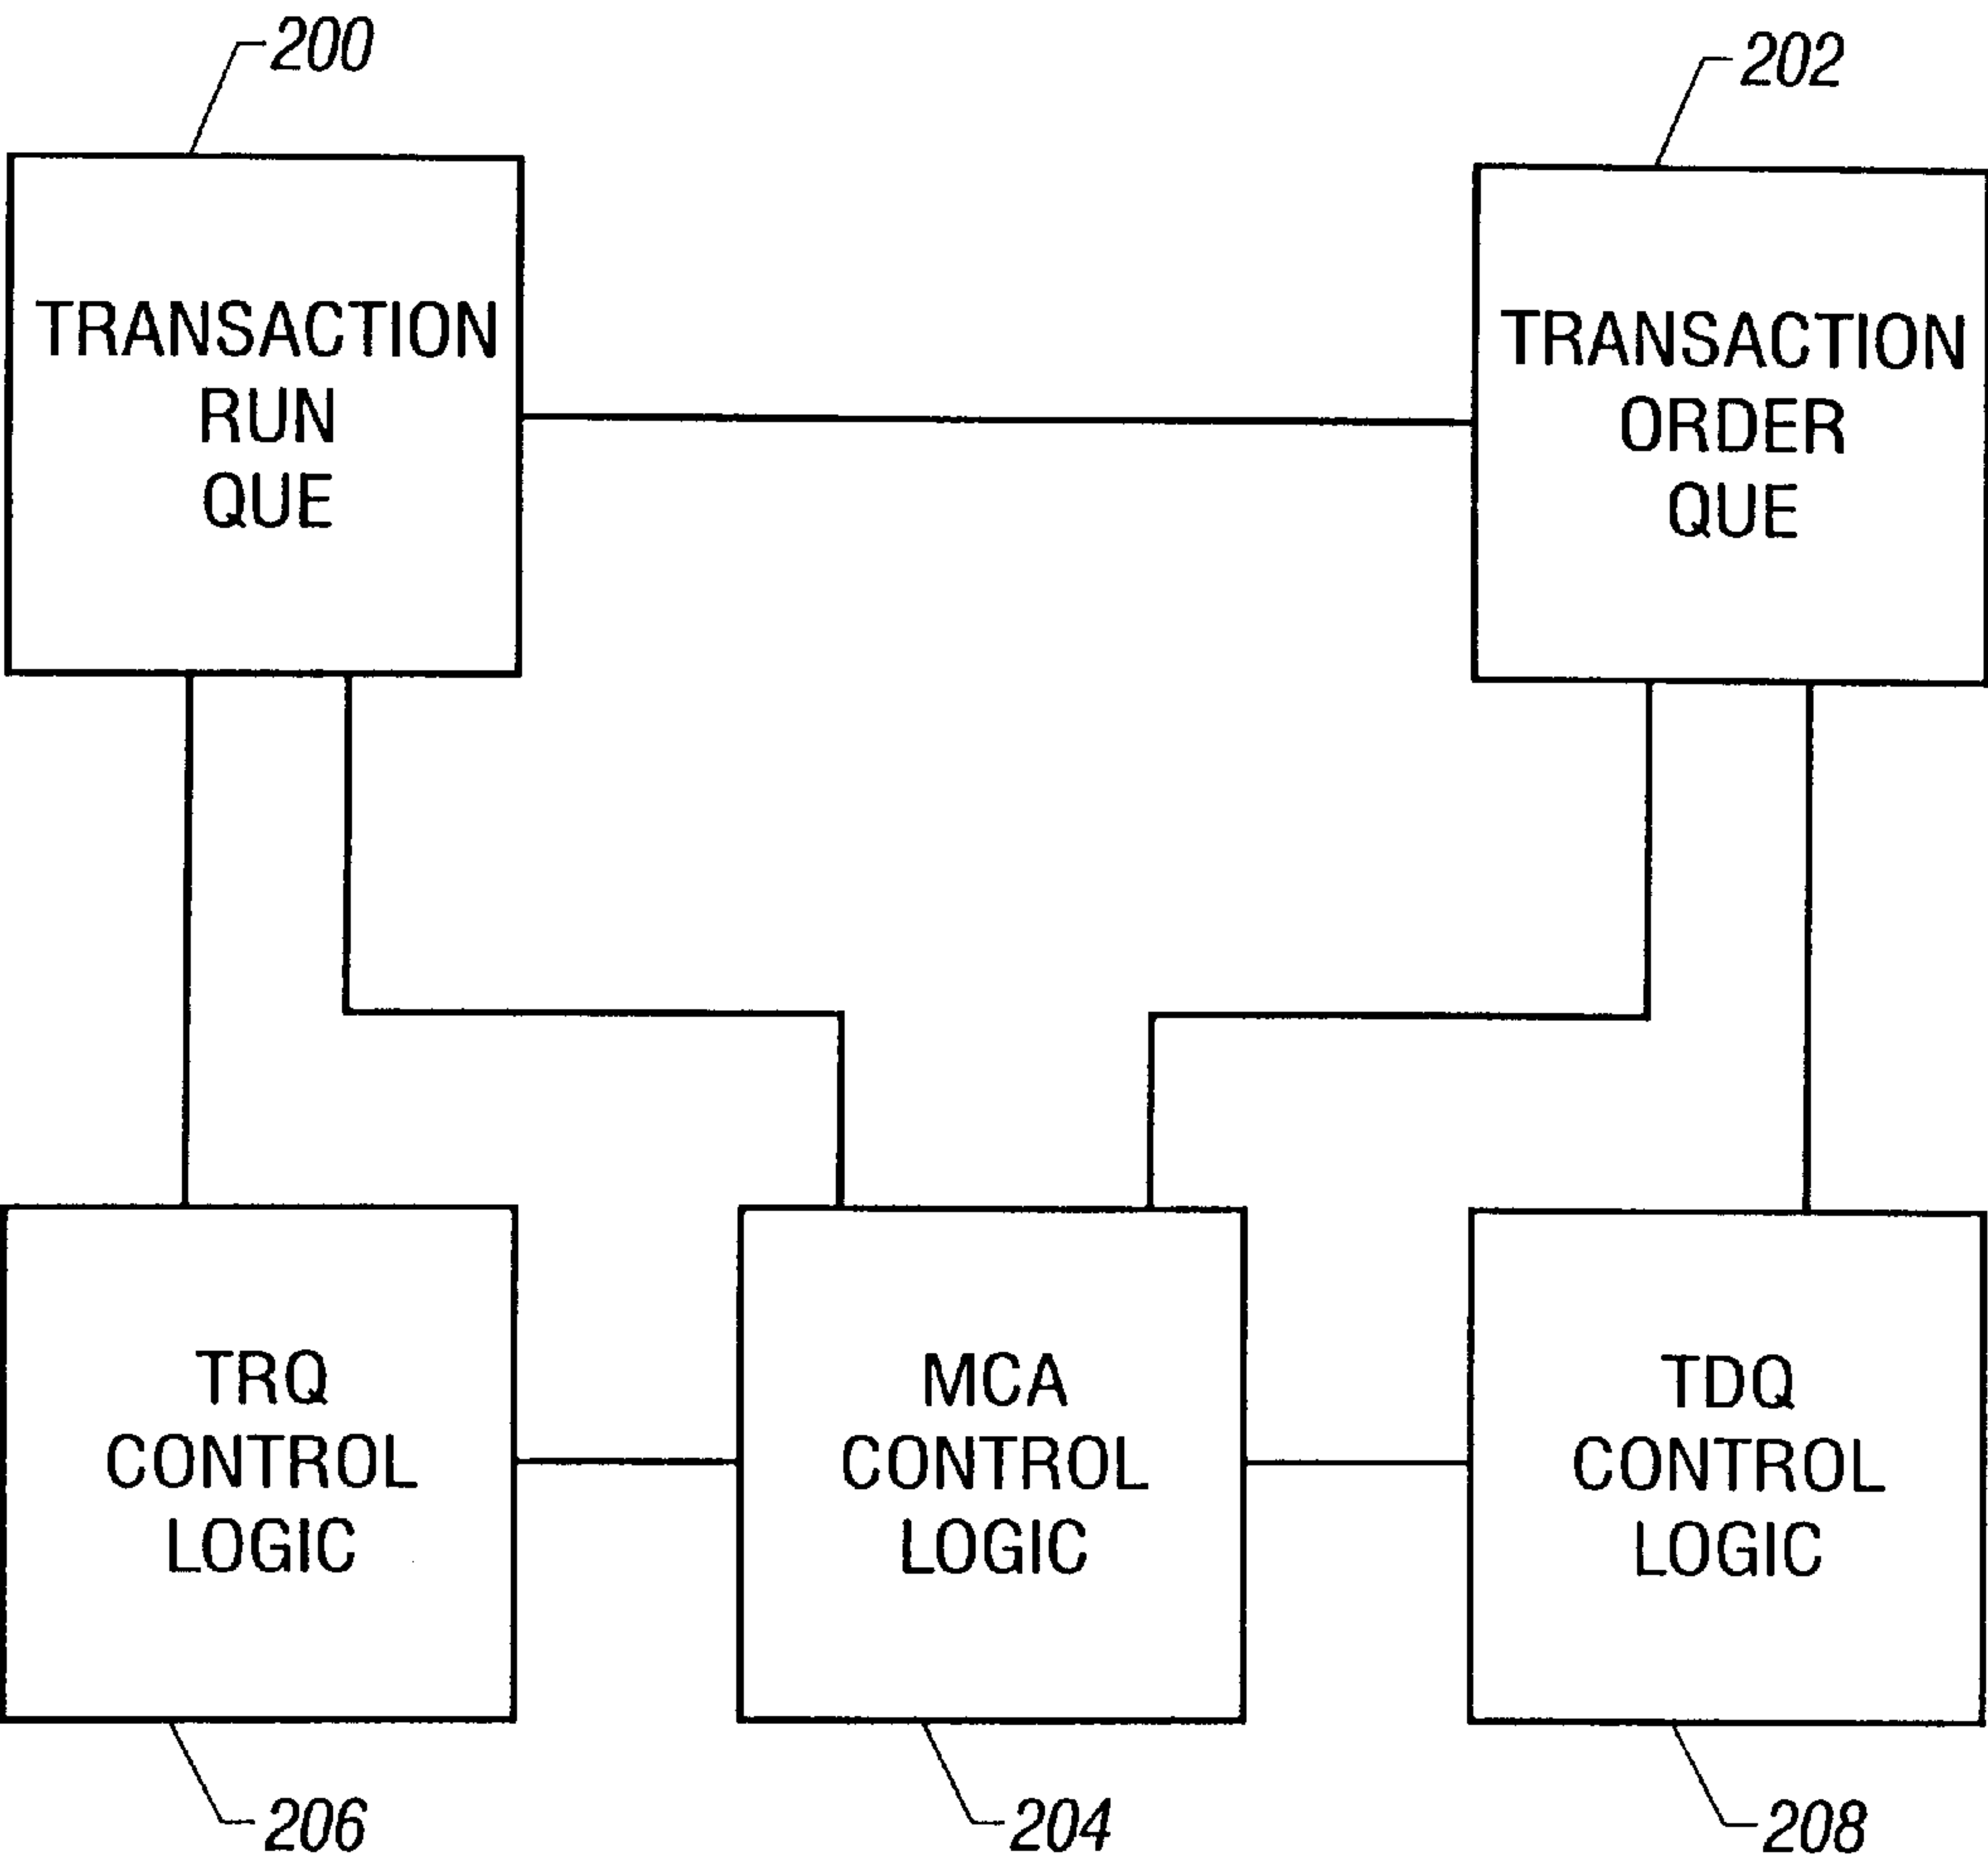 200
202
TRANSACTION
RUN
QUE
TRANSACTION
ORDER
QUE
TRQ
CONTROL
LOGIC
MCA
CONTROL
LOGIC
TDQ
CONTROL
LOGIC
206
204
208